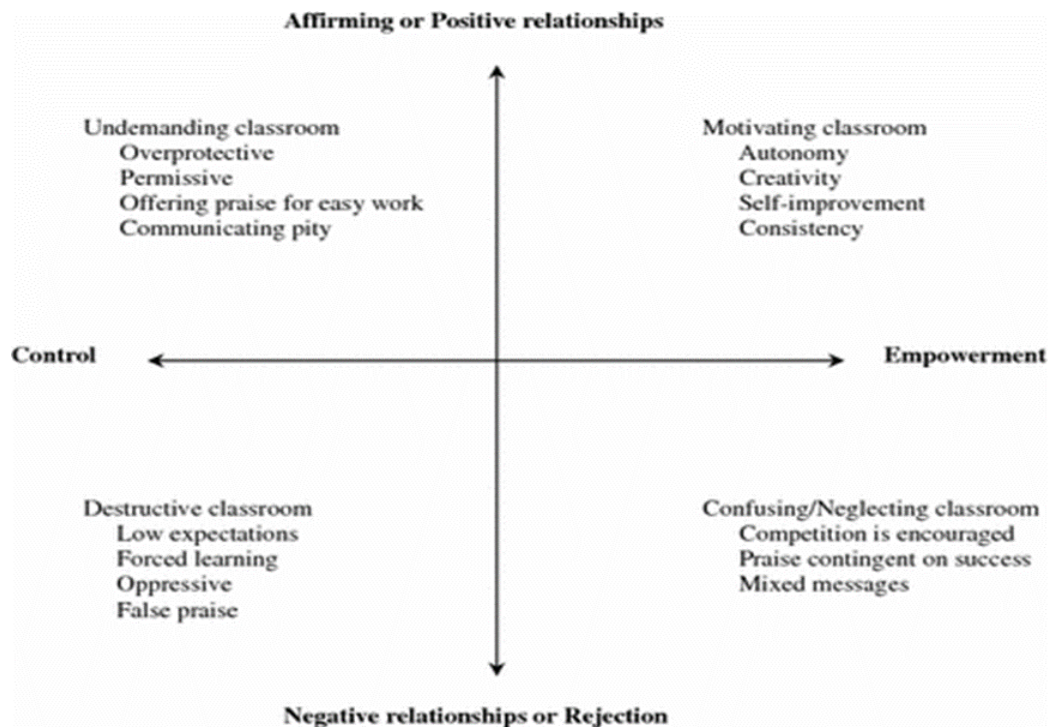 Affirming or Positive relationships
Undemanding classroom
Overprotective
Permissive
Offering praise for easy work
Communicating pity
Motivating classroom
Autonomy
Creativity
Self-improvement
Consistency
Control
Empowerment
Destructive classroom
Low expectations
Forced learning
Oppressive
False praise
Confusing/Neglecting classroom
Competition is encouraged
Praise contingent on success
Mixed messages
Negative relationships or Rejection